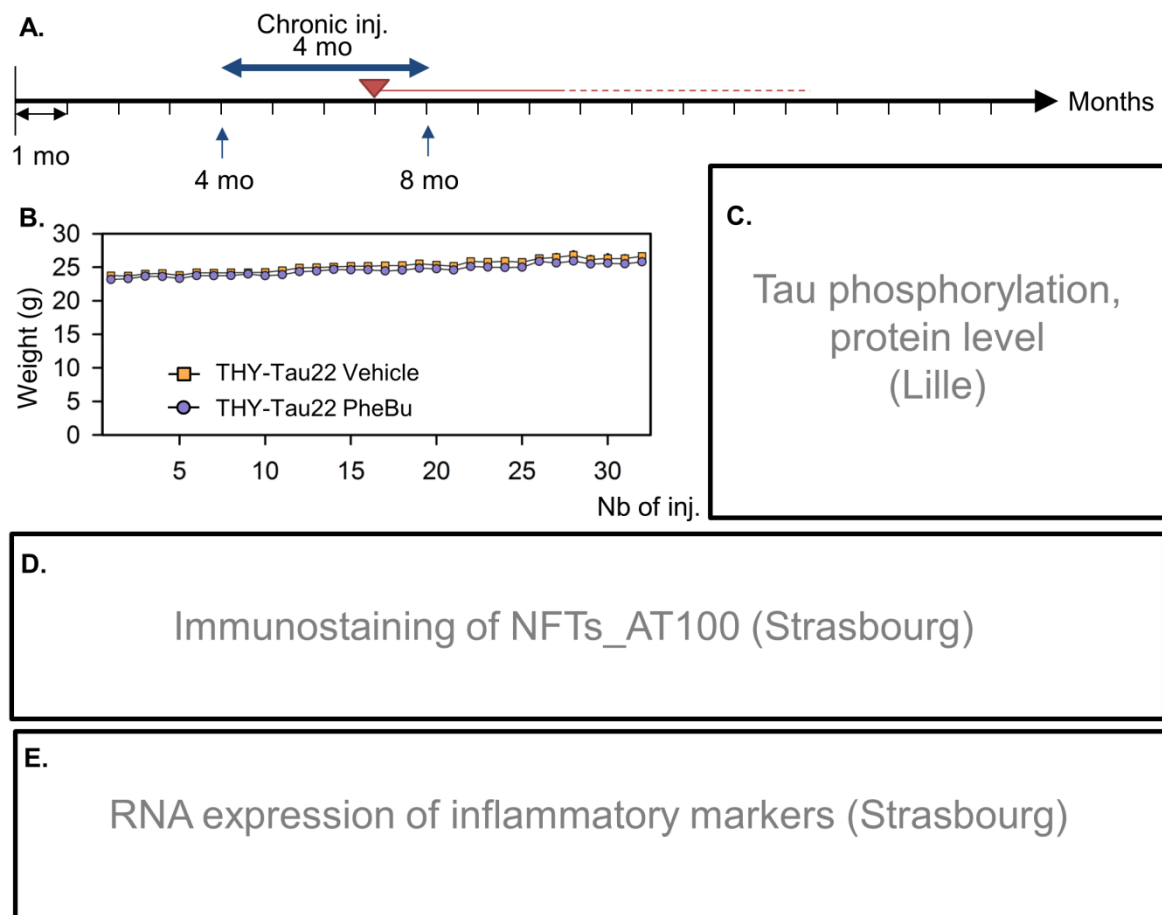 A.
Chronic inj.
4 mo
Months
1 mo
4 mo
8 mo
B.
30
25
20
15
10
5
0
Weight (g)
THY-Tau22 Vehicle
THY-Tau22 PheBu
5
10
15
20
25
30
Nb of inj.
C.
Tau phosphorylation,
protein level
(Lille)
D.
Immunostaining of NFTs_AT100 (Strasbourg)
E.
RNA expression of inflammatory markers (Strasbourg)